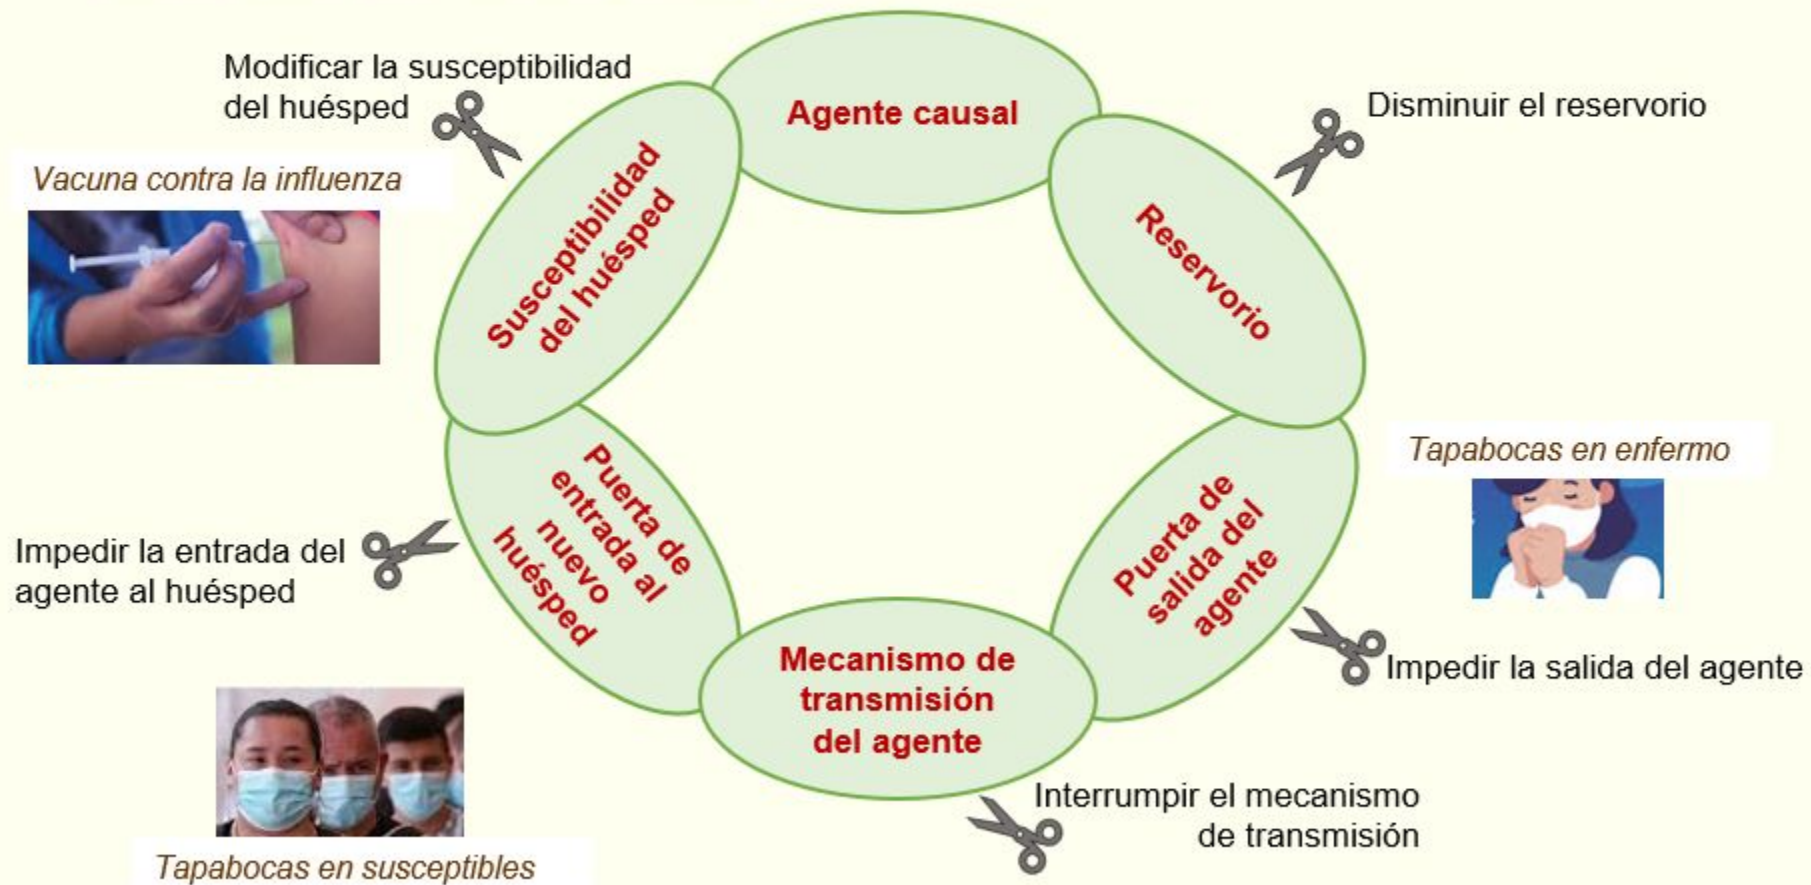 Modificar la susceptibilidad
del huésped
Agente causal
Disminuir el reservorio
Vacuna contra la influenza
Susceptibilidad
del huésped
Reservorio
Tapabocas en enfermo
Puerta de
entrada al
nuevo
huésped
Puerta de
salida del
agente
Impedir la entrada del
agente al huésped
Mecanismo de
transmisión
del agente
Impedir la salida del agente
Interrumpir el mecanismo
de transmisión
Tapabocas en susceptibles